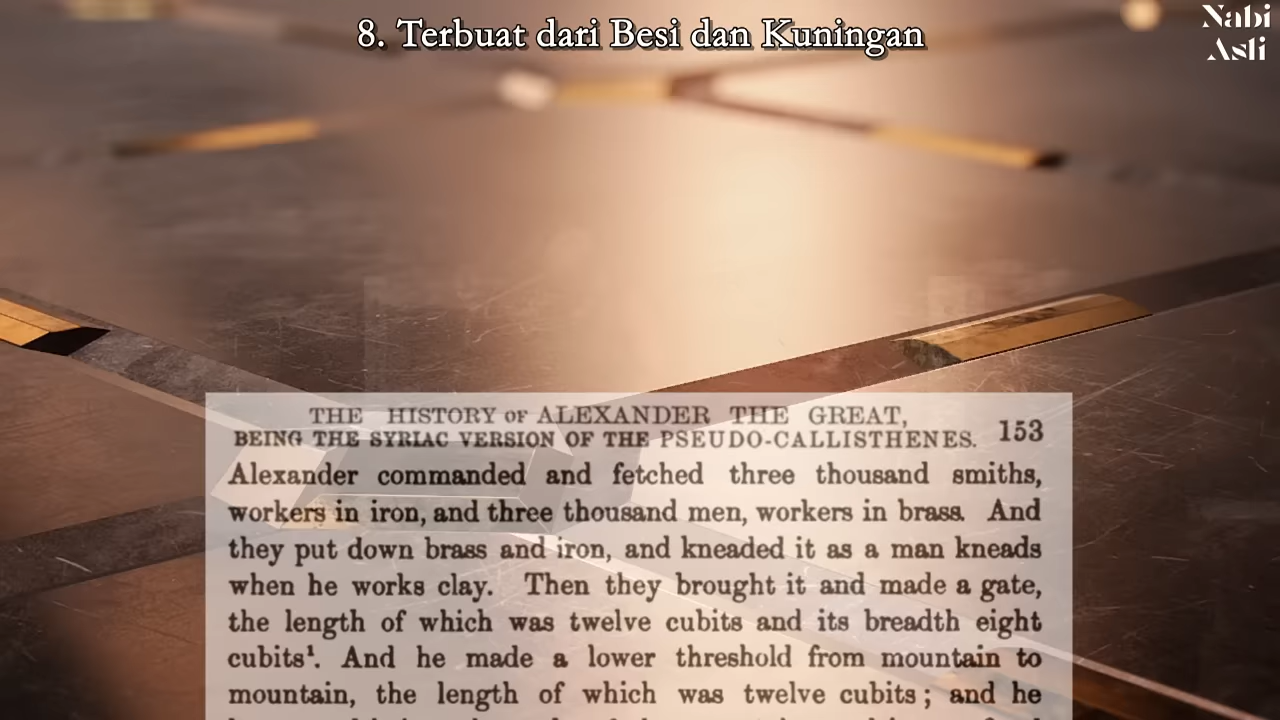 8. Terbuat dari Besi dan Kuningan
Nabi
Asli
THE HISTORY OF ALEXANDER THE GREAT,
BEING THE SYRIAC VERSION OF THE PSEUDO-CALLISTHENES.
153
Alexander commanded and fetched three thousand smiths,
workers in iron, and three thousand men, workers in brass. And
they put down brass and iron, and kneaded it as a man kneads
when he works clay. Then they brought it and made a gate,
the length of which was twelve cubits and its breadth eight
cubits¹. And he made a lower threshold from mountain to
mountain, the length of which was twelve cubits; and he